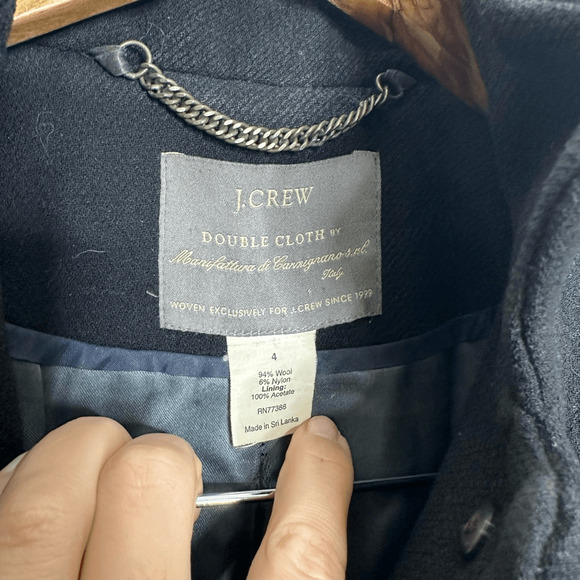 J.CREW
DOUBLE CLOTH BY
Manifattura di Canzignano s.r.l.
Italy
WOVEN EXCLUSIVELY FOR J.CREW SINCE 1999
4
94% Wool
6% Nylon
Lining:
100% Acetate
RN77388
Made in Sri Lanka